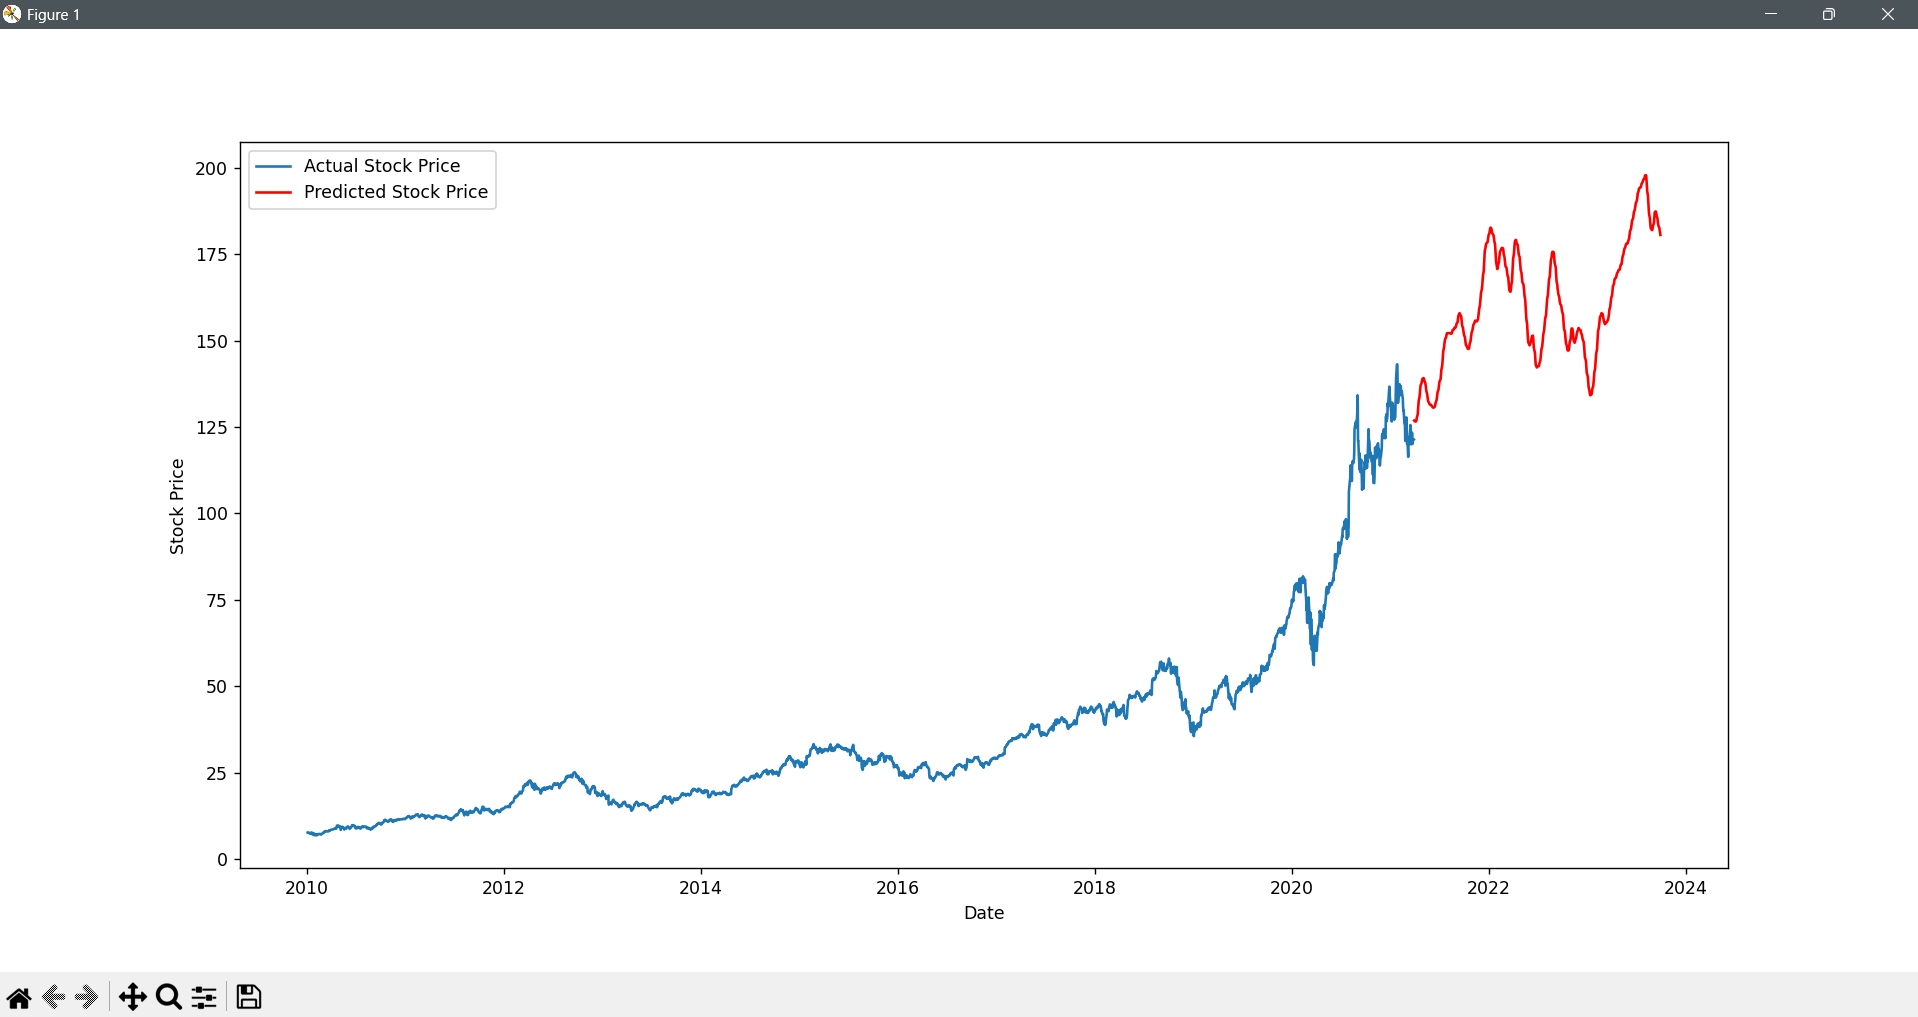 Figure 1
Actual Stock Price
Predicted Stock Price
200
175
150
125
100
75
50
25
0
Stock Price
2010 2012 2014 2016 2018 2020 2022 2024
Date